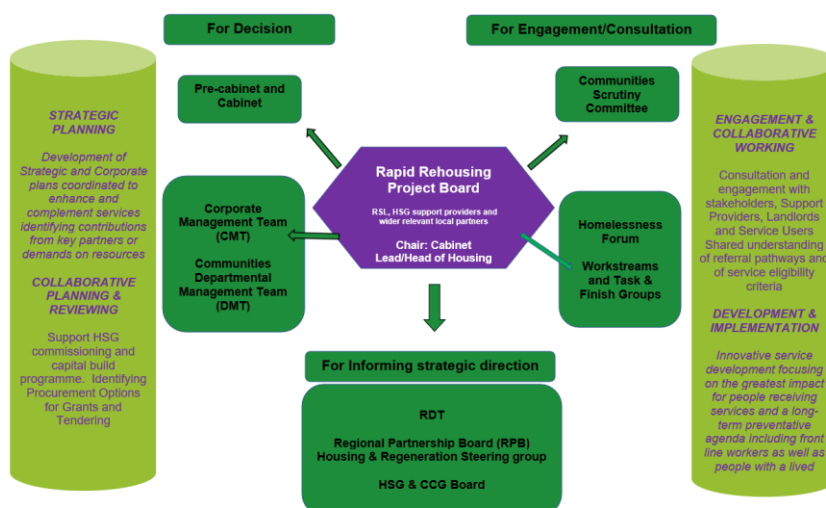 For Decision
For Engagement/Consultation
STRATEGIC
PLANNING
Development of
Strategic and Corporate
plans coordinated to
enhance and
complement services
identifying contributions
from key partners or
demands on resources
COLLABORATIVE
PLANNING &
REVIEWING
Support HSG
commissioning and
capital build
programme.  Identifying
Procurement Options
for Grants and
Tendering
Pre-cabinet and
Cabinet
Corporate
Management Team
(CMT)
Communities
Departmental
Management Team
(DMT)
Rapid Rehousing
Project Board
RSL, HSG support providers and
wider relevant local partners
Chair: Cabinet
Lead/Head of Housing
Communities
Scrutiny
Committee
Homelessness
Forum
Workstreams
and Task &
Finish Groups
For Informing strategic direction
RDT
Regional Partnership Board (RPB)
Housing & Regeneration Steering group
HSG & CCG Board
ENGAGEMENT &
COLLABORATIVE
WORKING
Consultation and
engagement with
stakeholders, Support
Providers, Landlords
and Service Users
Shared understanding
of referral pathways and
of service eligibility
criteria
DEVELOPMENT &
IMPLEMENTATION
Innovative service
development focusing
on the greatest impact
for people receiving
services and a long-
term preventative
agenda including front
line workers as well as
people with a lived